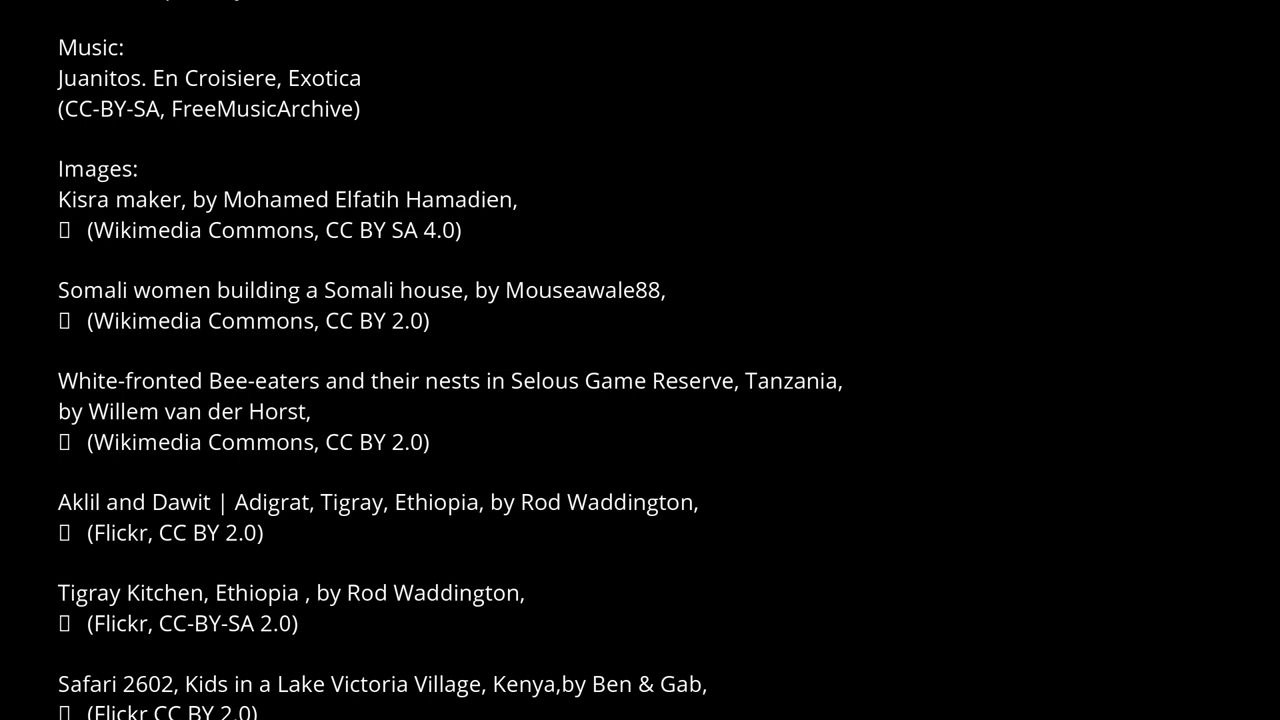 Music:
Juanitos. En Croisiere, Exotica
(CC-BY-SA, FreeMusicArchive)
Images:
Kisra maker, by Mohamed Elfatih Hamadien,
(Wikimedia Commons, CC BY SA 4.0)
Somali women building a Somali house, by Mouseawale88,
(Wikimedia Commons, CC BY 2.0)
White-fronted Bee-eaters and their nests in Selous Game Reserve, Tanzania,
by Willem van der Horst,
(Wikimedia Commons, CC BY 2.0)
Aklil and Dawit | Adigrat, Tigray, Ethiopia, by Rod Waddington,
(Flickr, CC BY 2.0)
Tigray Kitchen, Ethiopia , by Rod Waddington,
(Flickr, CC-BY-SA 2.0)
Safari 2602, Kids in a Lake Victoria Village, Kenya,by Ben & Gab,
(Flickr CC BY 2.0)